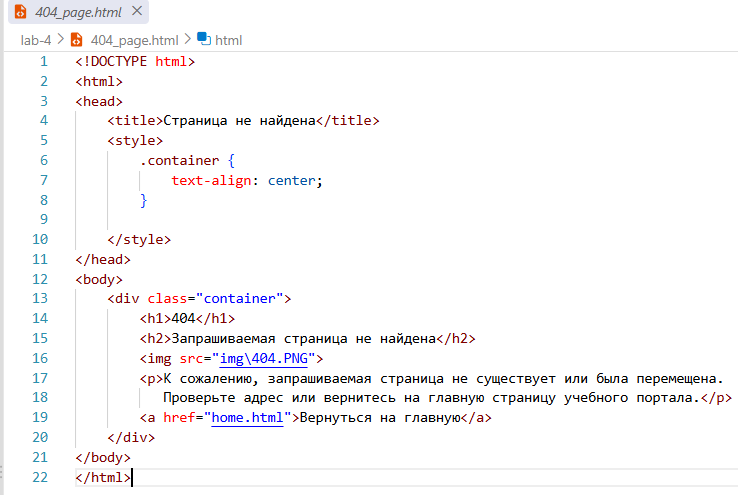 404_page.html ×
lab-4 > 404_page.html > html
1 <!DOCTYPE html>
2 <html>
3 <head>
4     <title>Страница не найдена</title>
5     <style>
6         .container {
7             text-align: center;
8         }
9
10     </style>
11 </head>
12 <body>
13     <div class="container">
14         <h1>404</h1>
15         <h2>Запрашиваемая страница не найдена</h2>
16         <img src="img\404.PNG">
17         <p>К сожалению, запрашиваемая страница не существует или была перемещена.
18            Проверьте адрес или вернитесь на главную страницу учебного портала.</p>
19         <a href="home.html">Вернуться на главную</a>
20     </div>
21 </body>
22 </html>